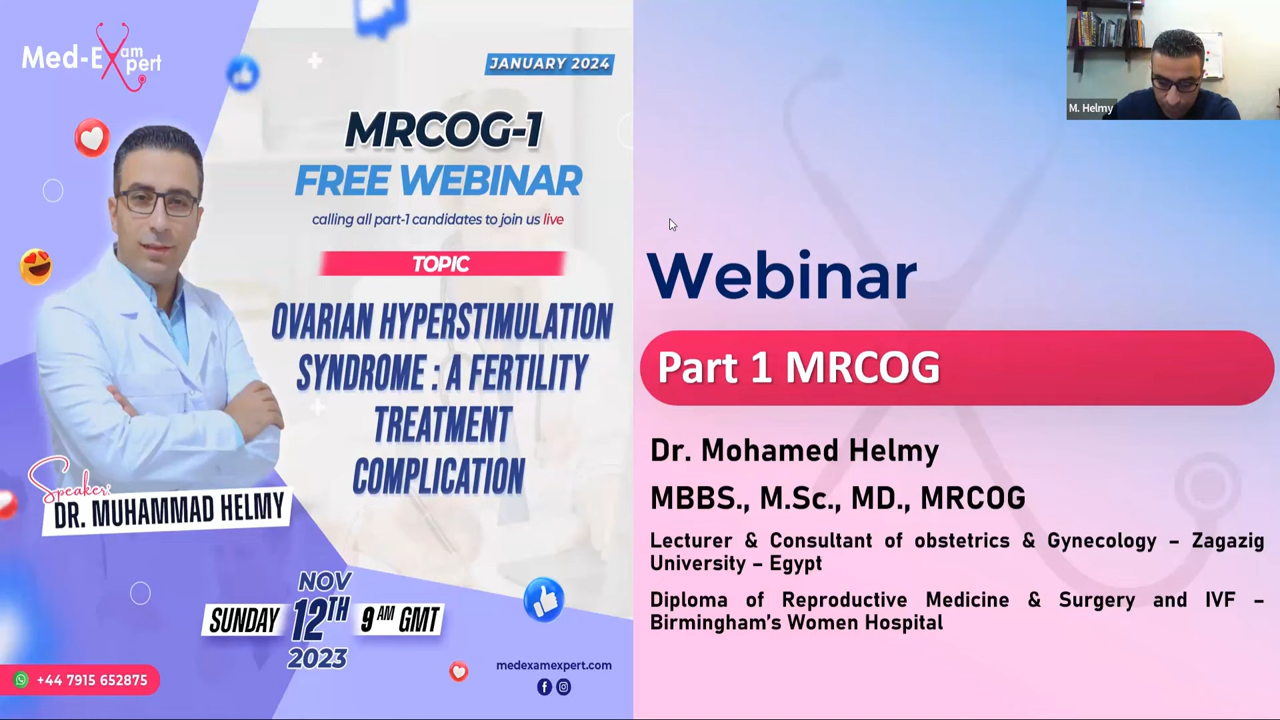 Med-Exam Expert
JANUARY 2024
MRCOG-1
FREE WEBINAR
calling all part-1 candidates to join us live
TOPIC
OVARIAN HYPERSTIMULATION
SYNDROME : A FERTILITY
TREATMENT
COMPLICATION
Speaker:
DR. MUHAMMAD HELMY
NOV
SUNDAY 12TH 9 AM GMT
2023
+44 7915 652875
medexamexpert.com
M. Helmy
Webinar
Part 1 MRCOG
Dr. Mohamed Helmy
MBBS., M.Sc., MD., MRCOG
Lecturer & Consultant of obstetrics & Gynecology – Zagazig
University – Egypt
Diploma of Reproductive Medicine & Surgery and IVF –
Birmingham's Women Hospital